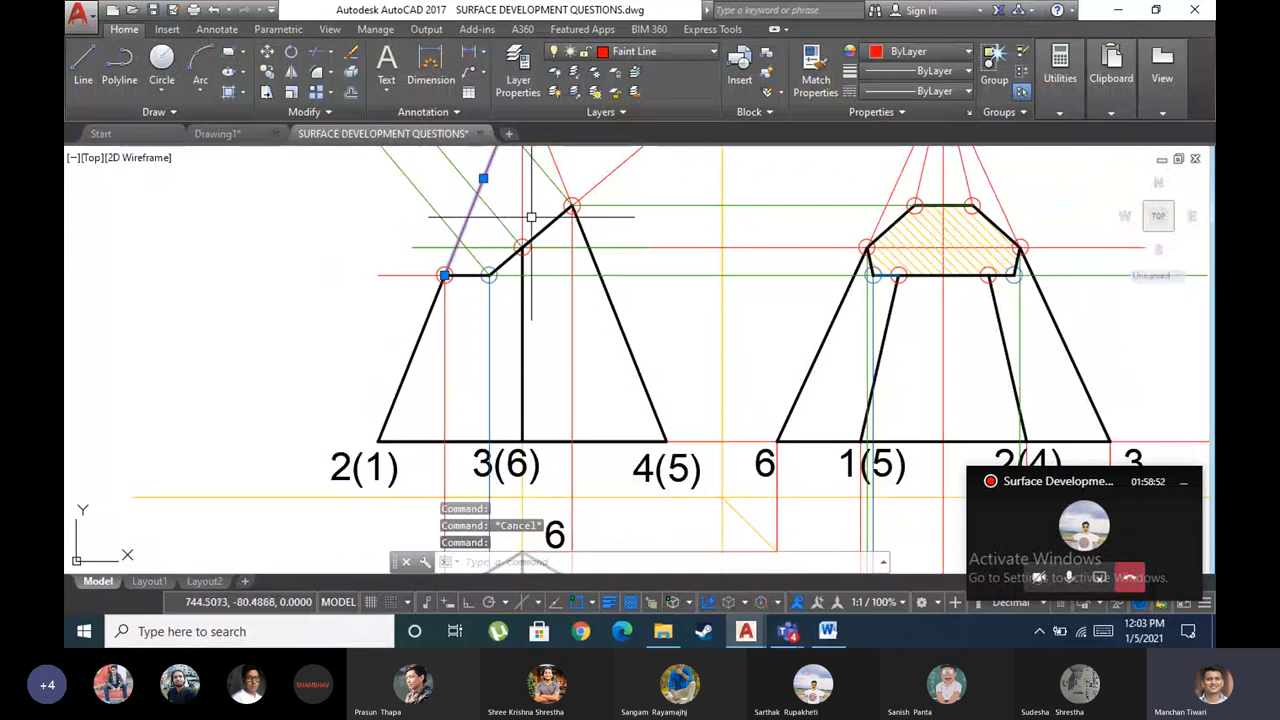 Autodesk AutoCAD 2017 SURFACE DEVELOPMENT QUESTIONS.dwg
Type a keyword or phrase
Sign In
Home Insert Annotate Parametric View Manage Output Add-ins A360 Featured Apps BIM 360 Express Tools
Faint Line
ByLayer
ByLayer
ByLayer
Line Polyline Circle Arc Text Dimension Layer Properties Insert Match Properties Group Utilities Clipboard View
Draw Modify Annotation Layers Block Properties Groups
Start Drawing1* SURFACE DEVELOPMENT QUESTIONS*
[−][Top][2D Wireframe]
N
W TOP E
S
Unnamed
2(1) 3(6) 4(5) 6 1(5) 2(4) 3
6
Surface Developme... 01:58:52
Y
X
Command:
Command: *Cancel*
Command:
Type a command
Activate Windows
Go to Settings to activate Windows.
Model Layout1 Layout2
744.5073, -80.4866, 0.0000 MODEL 1:1 / 100% Decimal
Type here to search
12:03 PM
1/5/2021
+4
SHAMBHAV
Prasun Thapa
Shree Krishna Shrestha
Sangam Rayamajhj
Sarthak Rupakheti
Sanish Panta
Sudesha Shrestha
Manchan Tiwari